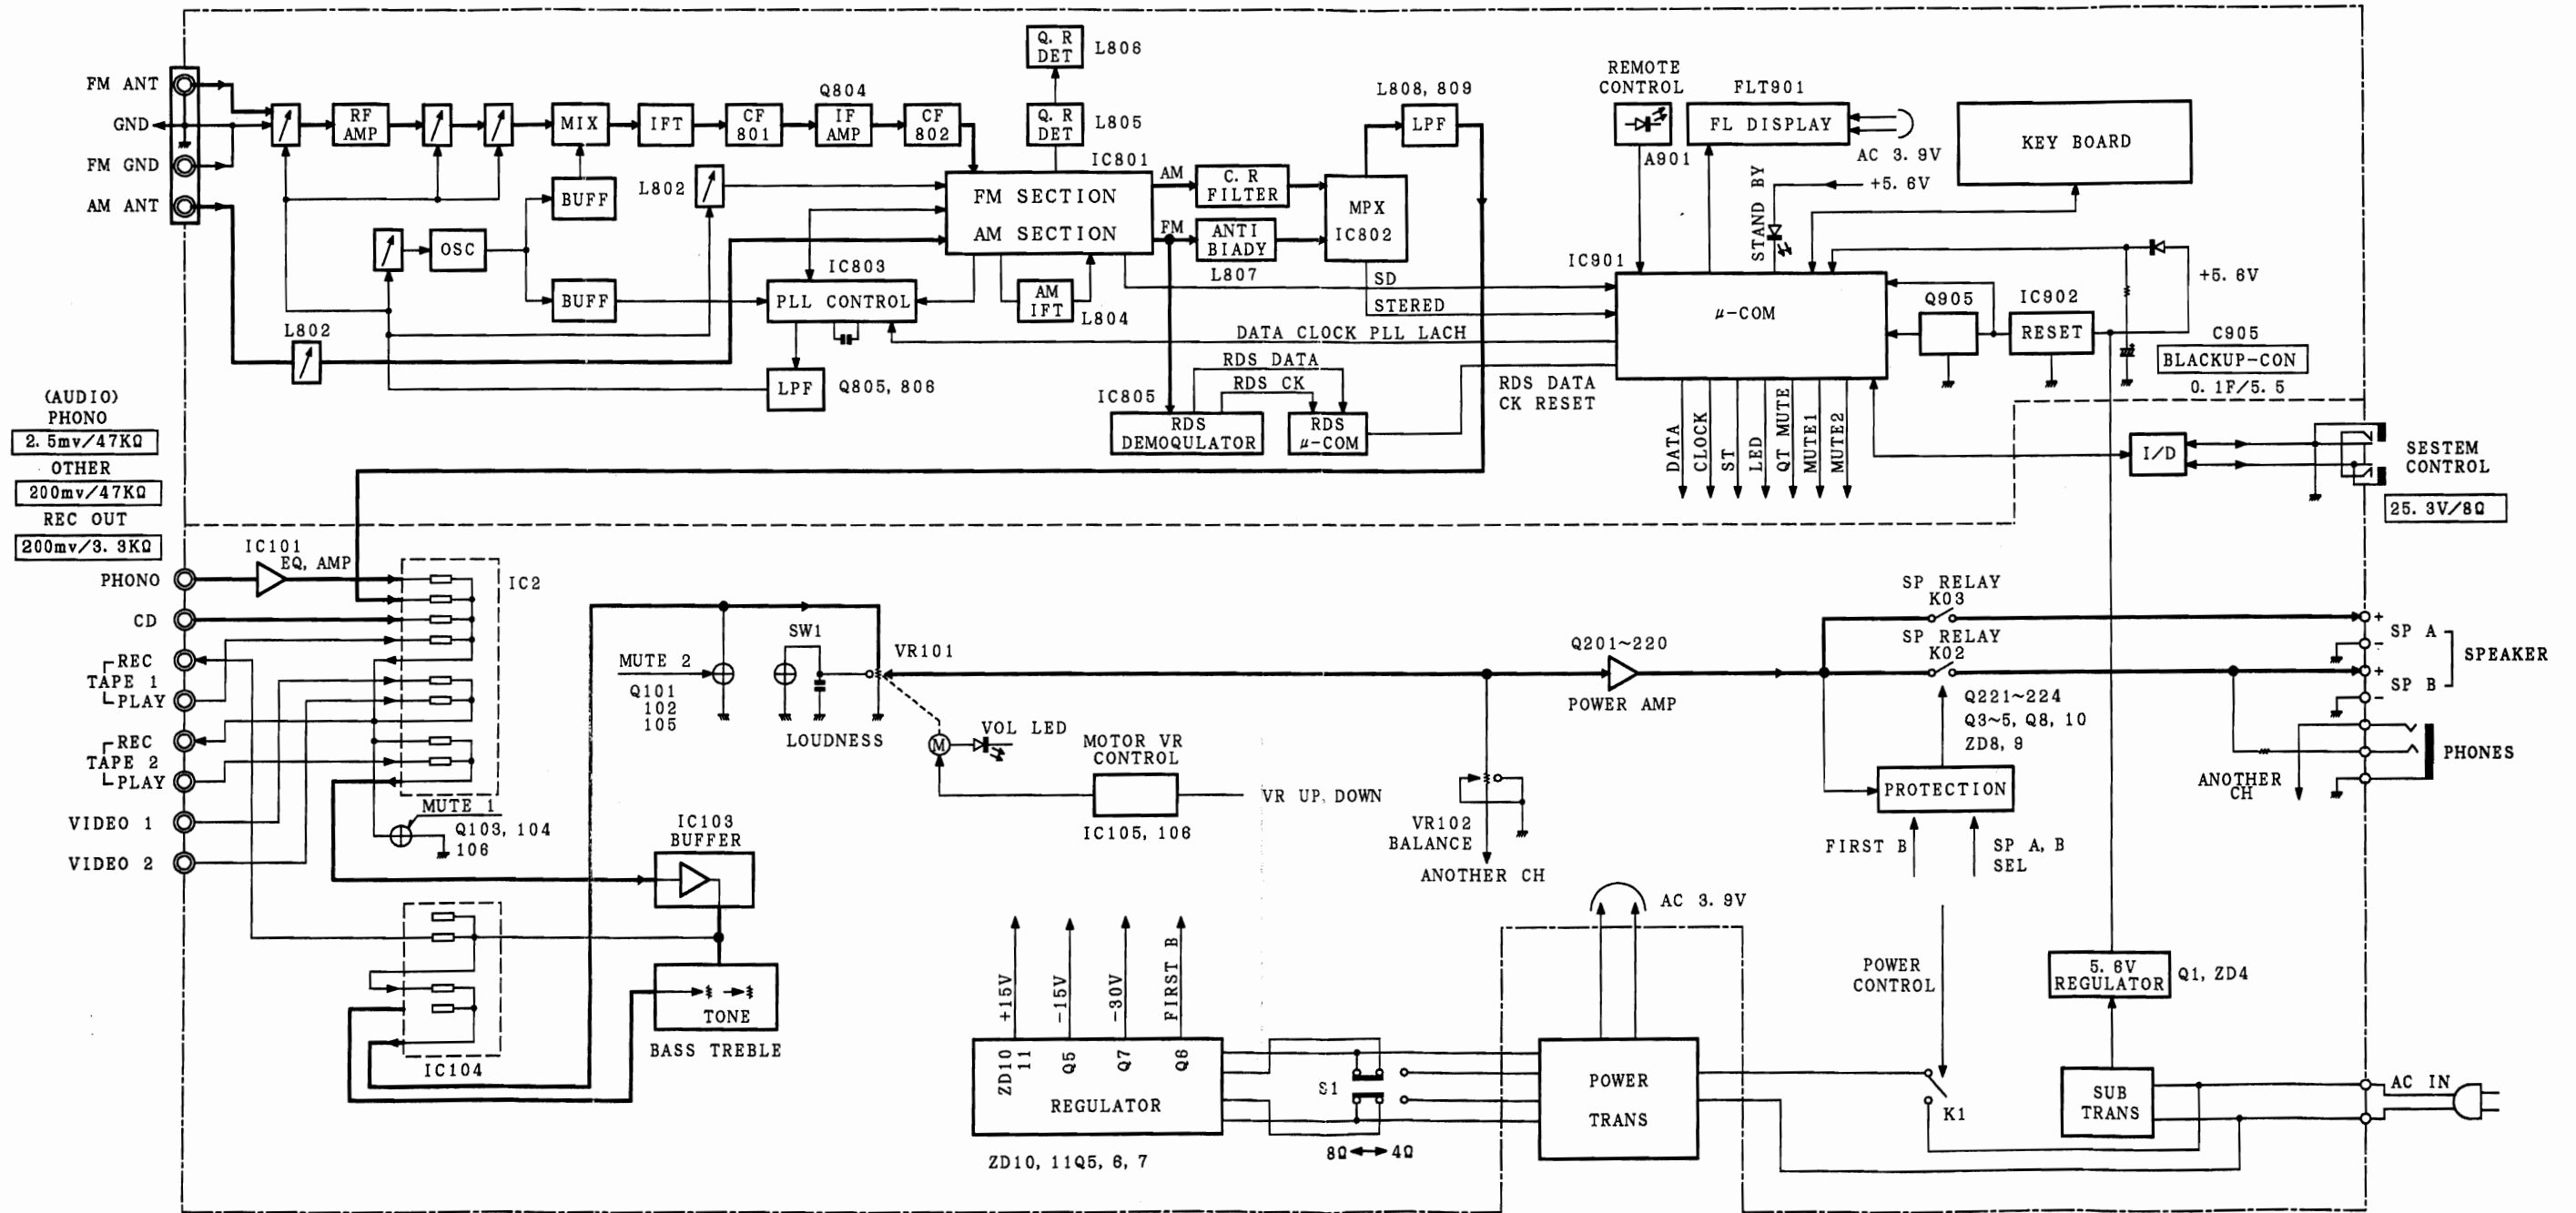 FM ANT
GND
FM GND
AM ANT
RF
AMP
MIX
IFT
CF
801
Q804
IF
AMP
CF
802
Q. R
DET
L806
Q. R
DET
L805
IC801
FM SECTION
AM SECTION
L802
BUFF
OSC
BUFF
L802
IC803
PLL CONTROL
LPF
Q805, 806
AM
IFT
L804
AM
C. R
FILTER
FM
ANTI
BIADY
L807
MPX
IC802
L808, 809
LPF
SD
STERED
DATA CLOCK PLL LACH
RDS DATA
RDS CK
IC805
RDS
DEMOQULATOR
RDS
μ-COM
RDS DATA
CK RESET
REMOTE
CONTROL
A901
FLT901
FL DISPLAY
AC 3. 9V
+5. 6V
STAND BY
KEY BOARD
IC901
μ-COM
Q905
IC902
RESET
+5. 6V
C905
BLACKUP-CON
0. 1F/5. 5
DATA
CLOCK
ST
LED
QT MUTE
MUTE1
MUTE2
I/D
SESTEM
CONTROL
25. 3V/8Ω
(AUDIO)
PHONO
2. 5mv/47KΩ
OTHER
200mv/47KΩ
REC OUT
200mv/3. 3KΩ
PHONO
CD
REC
TAPE 1
PLAY
REC
TAPE 2
PLAY
VIDEO 1
VIDEO 2
IC101
EQ, AMP
IC2
MUTE 1
Q103, 104
106
IC104
IC103
BUFFER
TONE
BASS TREBLE
MUTE 2
Q101
102
105
SW1
LOUDNESS
VR101
M
VOL LED
MOTOR VR
CONTROL
IC105, 106
VR UP, DOWN
VR102
BALANCE
ANOTHER CH
Q201~220
POWER AMP
SP RELAY
K03
SP RELAY
K02
Q221~224
Q3~5, Q8, 10
ZD8, 9
PROTECTION
FIRST B
SP A, B
SEL
+
SP A
-
+
SP B
-
SPEAKER
PHONES
ANOTHER
CH
+15V
-15V
-30V
FIRST B
ZD10
11
Q5
Q7
Q6
REGULATOR
ZD10, 11Q5, 6, 7
S1
8Ω
4Ω
AC 3. 9V
POWER
TRANS
POWER
CONTROL
K1
5. 6V
REGULATOR
Q1, ZD4
SUB
TRANS
AC IN